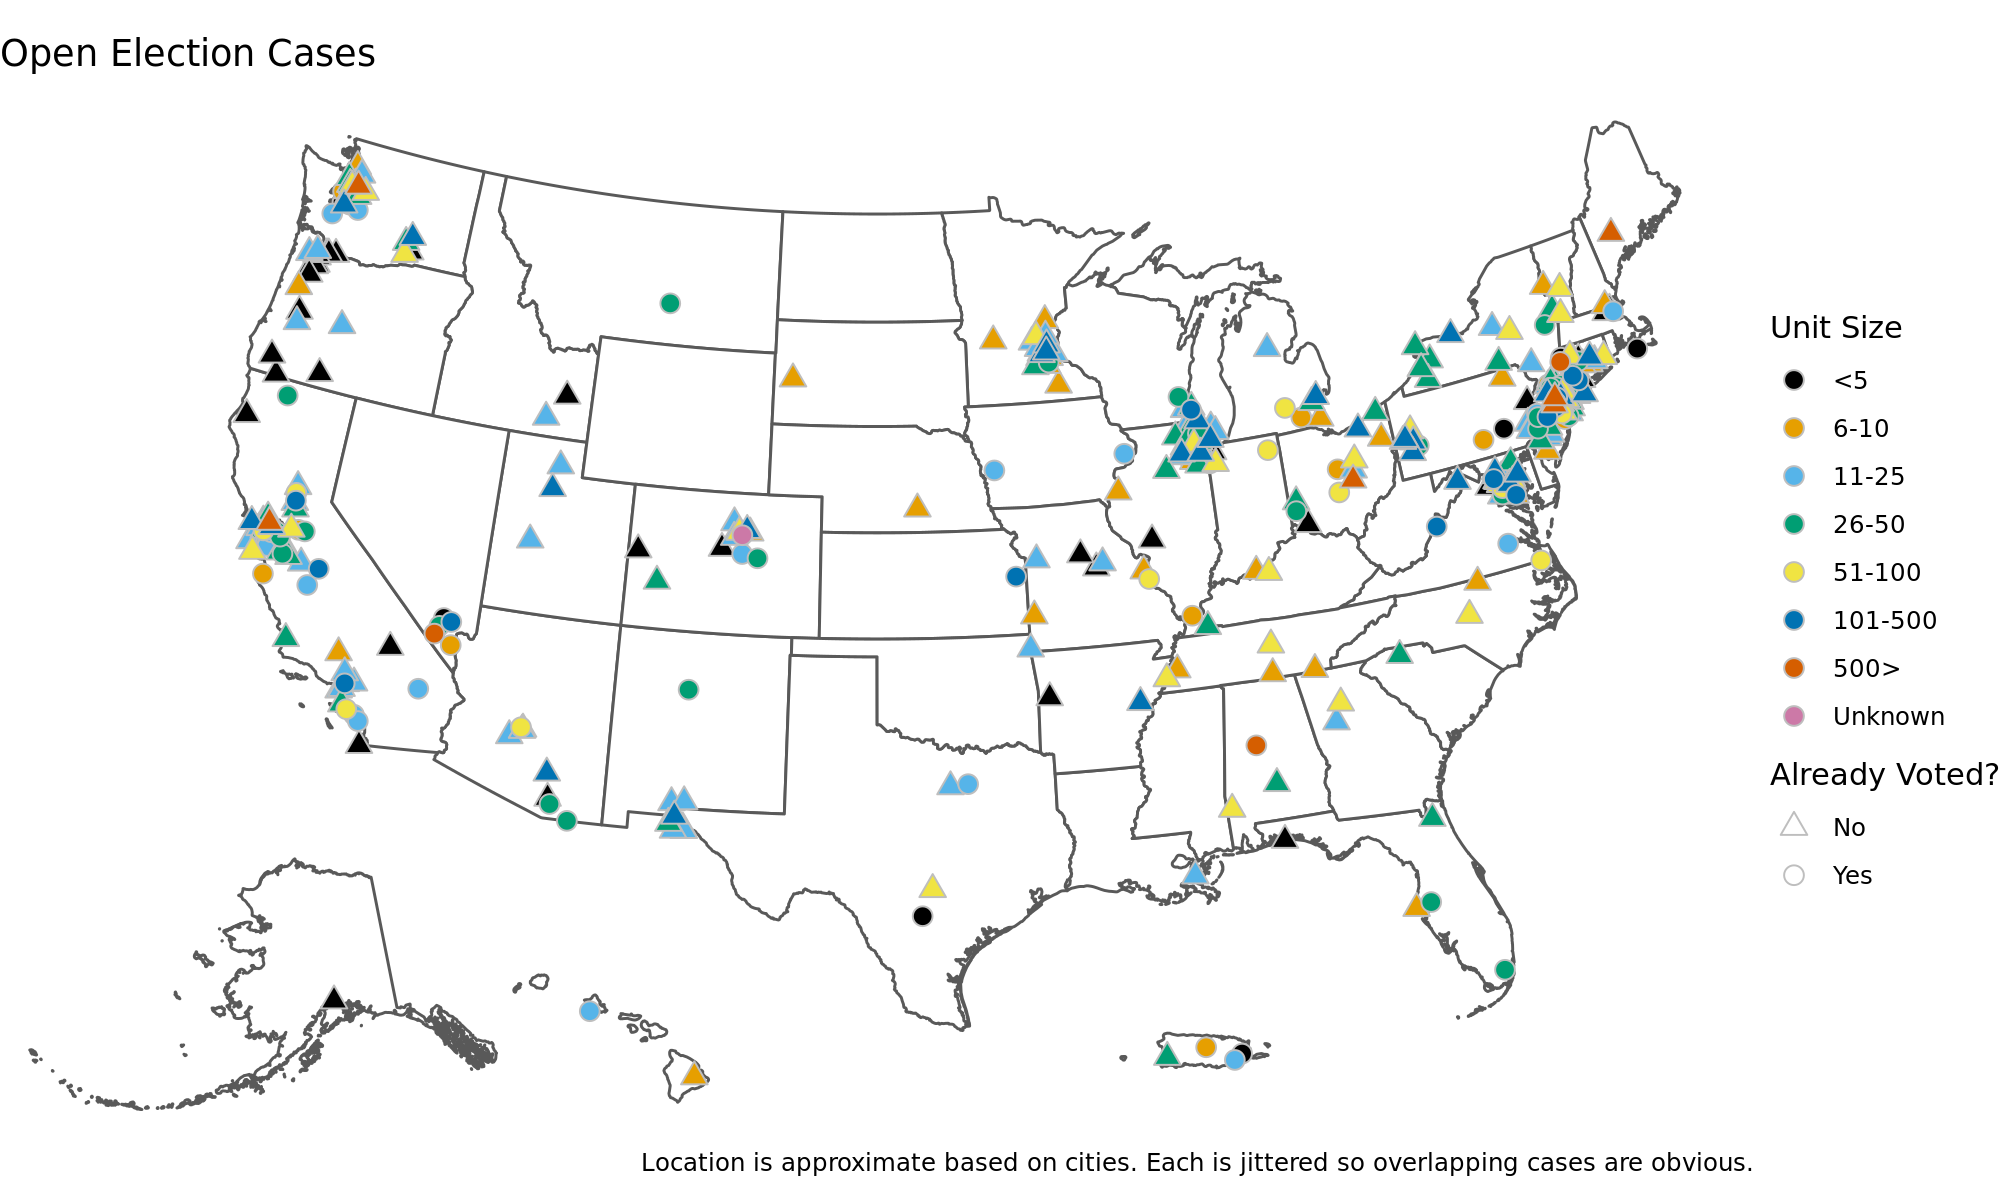 Open Election Cases
Unit Size
<5
6-10
11-25
26-50
51-100
101-500
500>
Unknown
Already Voted?
No
Yes
Location is approximate based on cities. Each is jittered so overlapping cases are obvious.